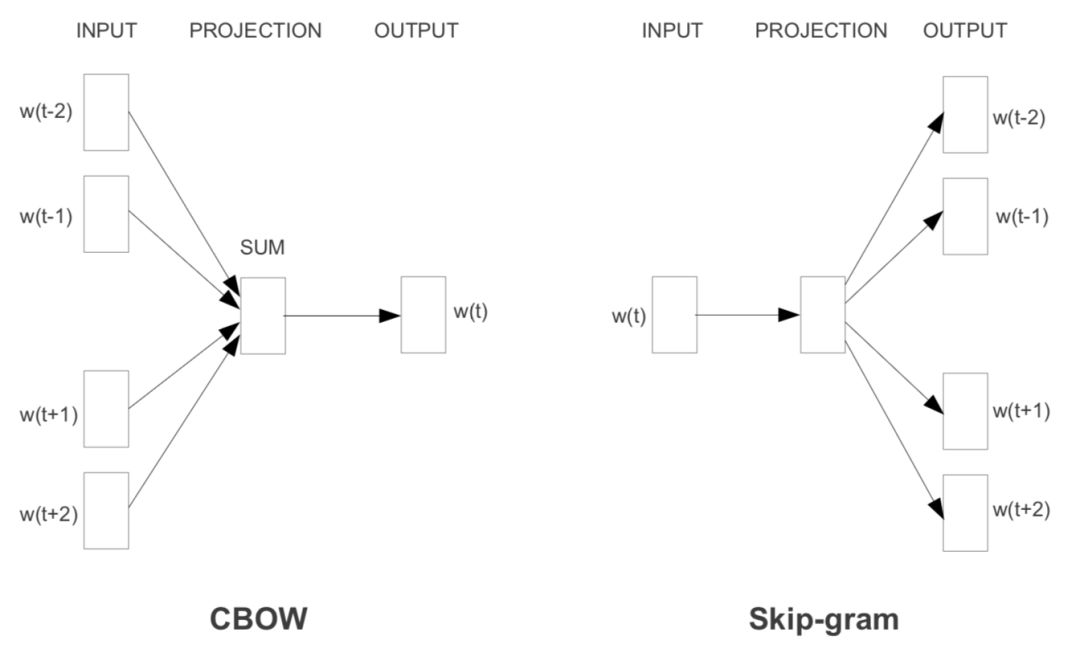 INPUT PROJECTION OUTPUT
w(t-2)
w(t-1)
SUM
w(t)
w(t+1)
w(t+2)
CBOW
INPUT PROJECTION OUTPUT
w(t-2)
w(t-1)
w(t)
w(t+1)
w(t+2)
Skip-gram